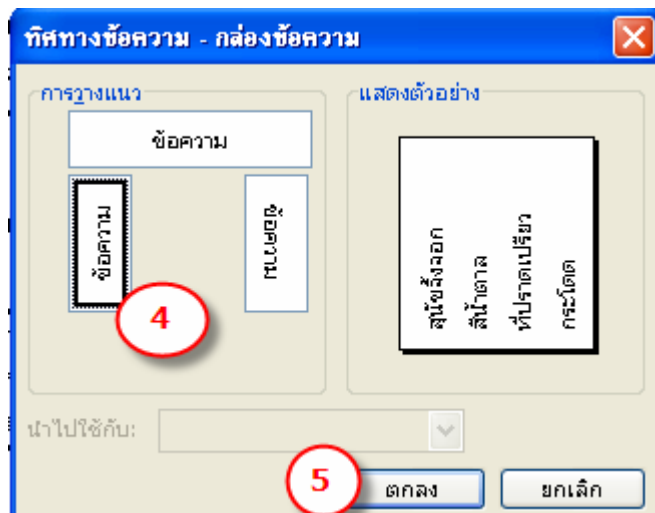 ทิศทางข้อความ - กล่องข้อความ
การวางแนว
ข้อความ
ข้อความ
ข้อความ
4
แสดงตัวอย่าง
สุนัขจิ้งจอก
สีน้ำตาล
ที่ปราดเปรียว
กระโดด
นำไปใช้กับ:
5
ตกลง
ยกเลิก